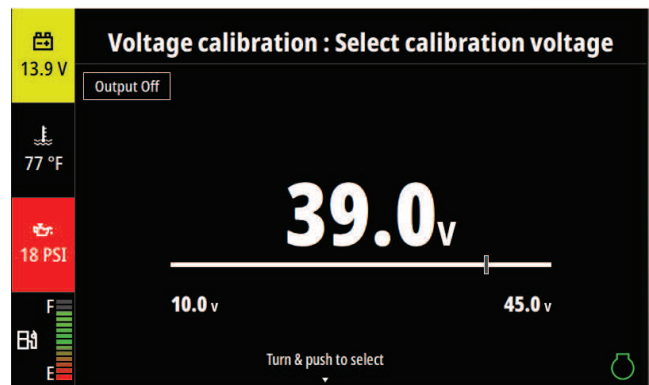 Voltage calibration : Select calibration voltage
13.9 V
Output Off
77 °F
39.0 V
18 PSI
10.0 V
45.0 V
F
E
Turn & push to select